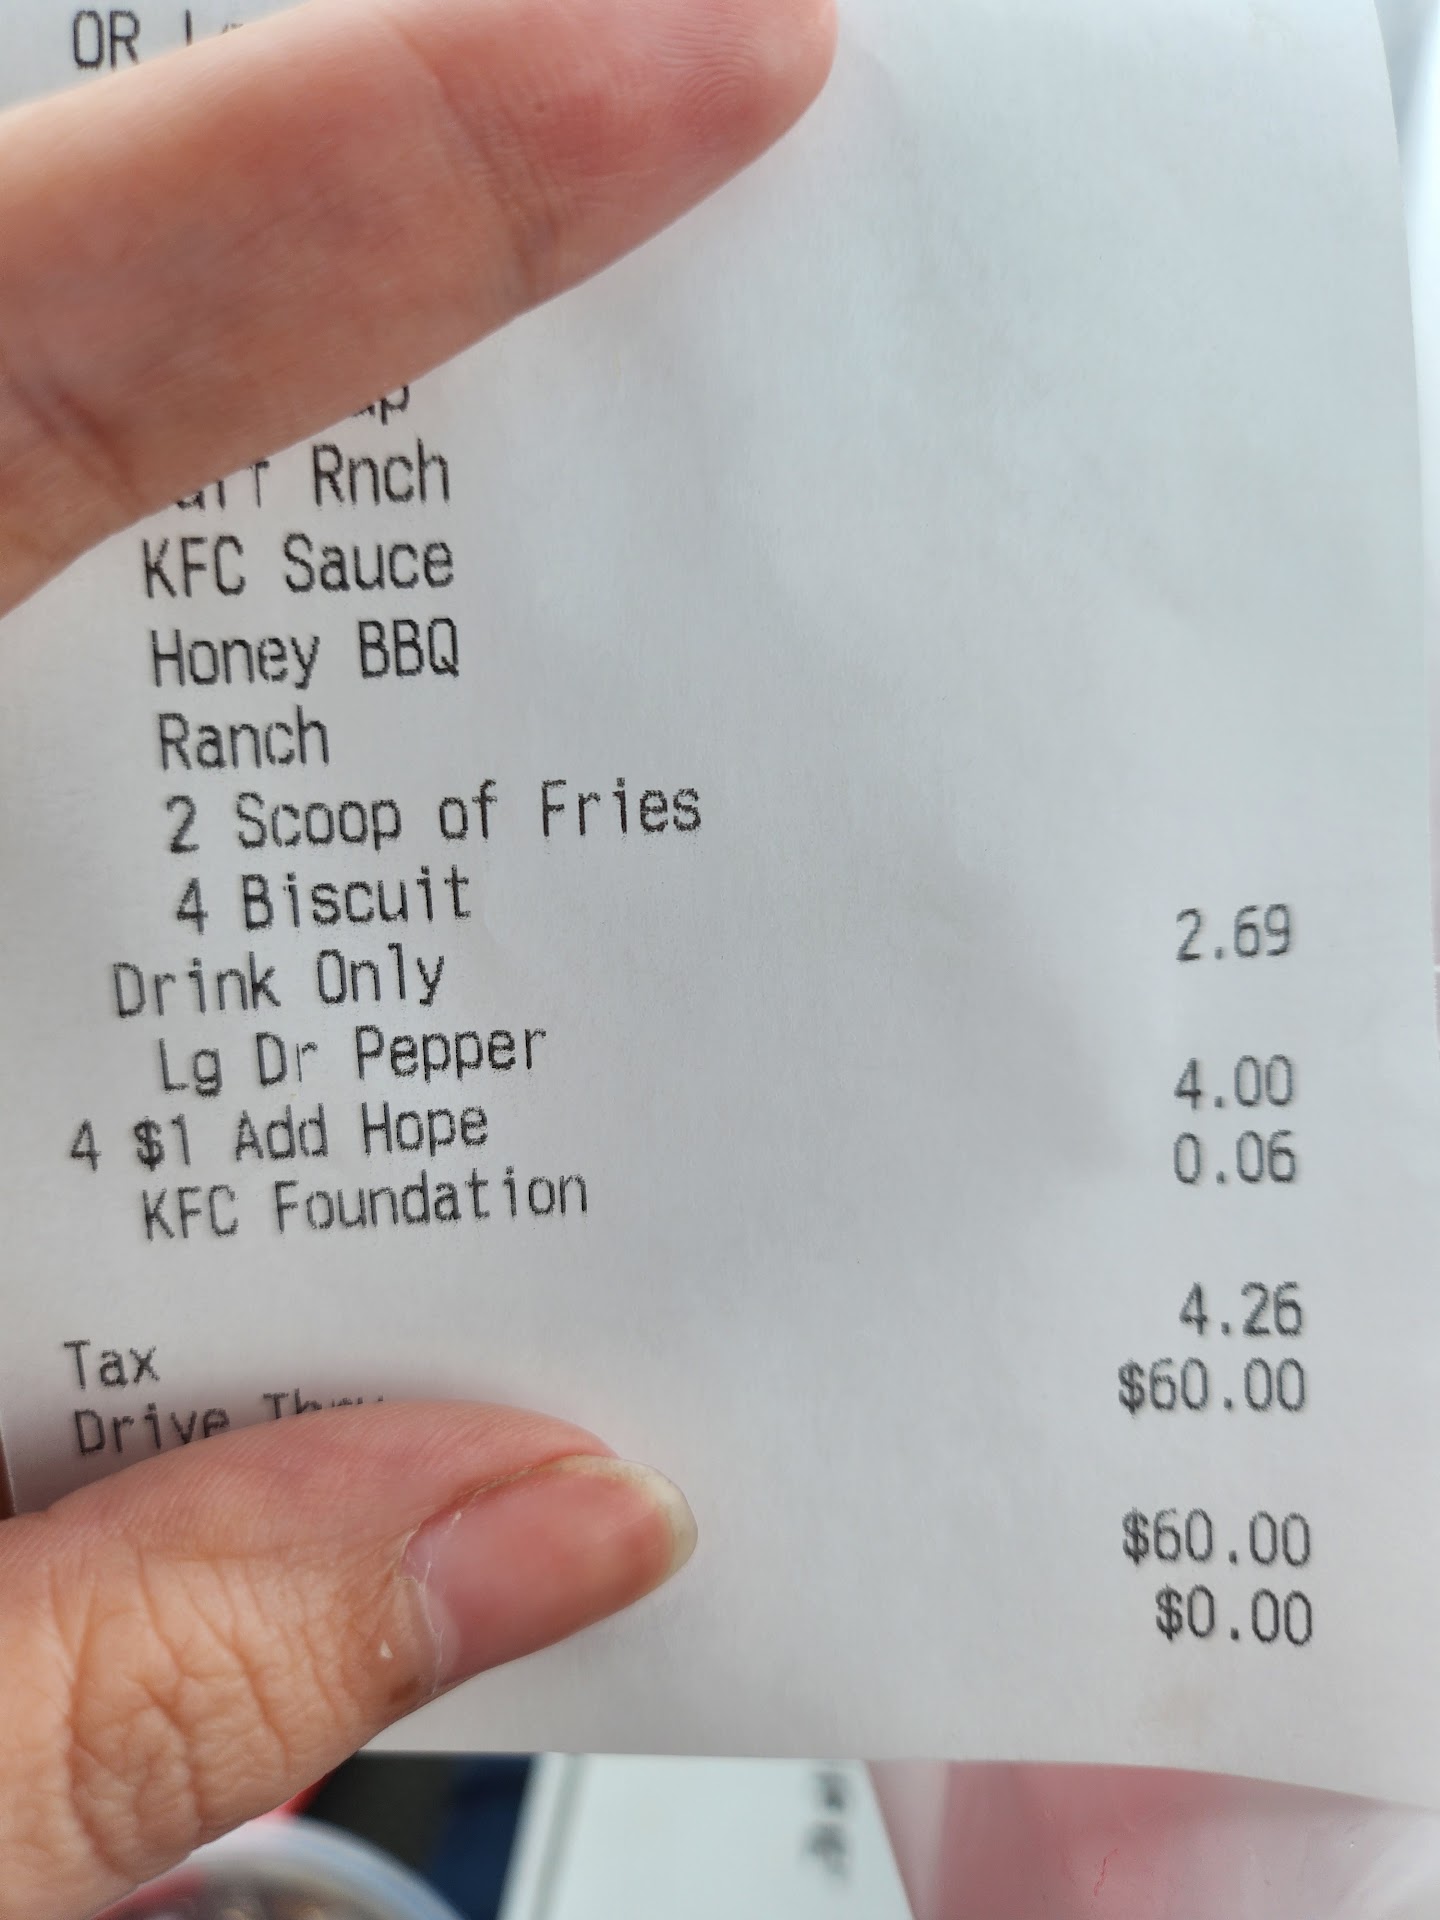 OR
Rnch
KFC Sauce
Honey BBQ
Ranch
2 Scoop of Fries
4 Biscuit
Drink Only 2.69
Lg Dr Pepper
4 $1 Add Hope 4.00
KFC Foundation 0.06
Tax 4.26
Drive Thru $60.00
$60.00
$0.00